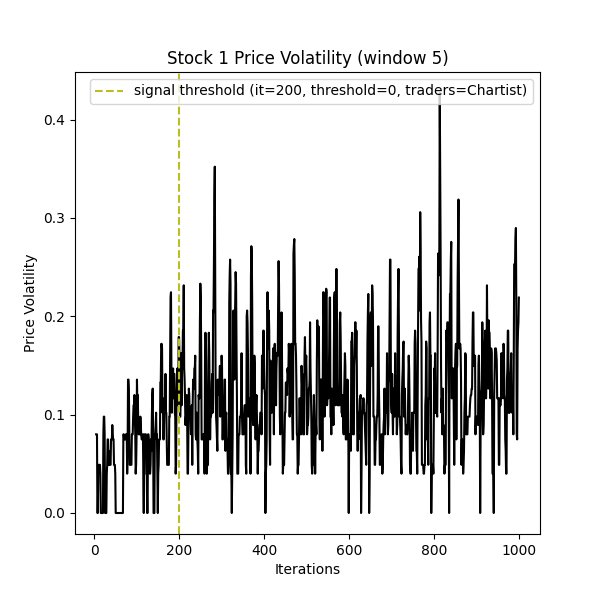 Stock 1 Price Volatility (window 5)
signal threshold (it=200, threshold=0, traders=Chartist)
Price Volatility
0.4
0.3
0.2
0.1
0.0
0 200 400 600 800 1000
Iterations